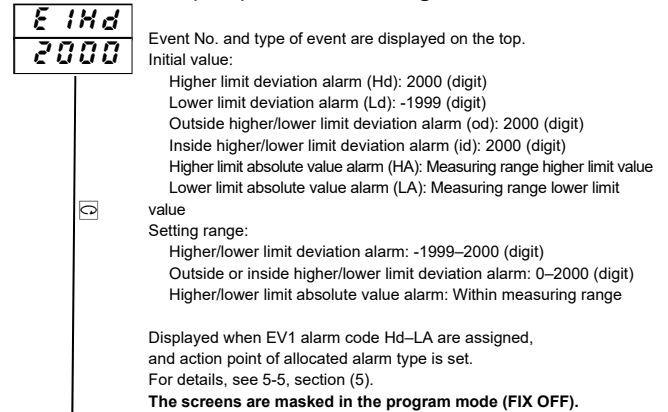 E1Hd
2000
Event No. and type of event are displayed on the top.
Initial value:
Higher limit deviation alarm (Hd): 2000 (digit)
Lower limit deviation alarm (Ld): -1999 (digit)
Outside higher/lower limit deviation alarm (od): 2000 (digit)
Inside higher/lower limit deviation alarm (id): 2000 (digit)
Higher limit absolute value alarm (HA): Measuring range higher limit value
Lower limit absolute value alarm (LA): Measuring range lower limit
value
Setting range:
Higher/lower limit deviation alarm: -1999–2000 (digit)
Outside or inside higher/lower limit deviation alarm: 0–2000 (digit)
Higher/lower limit absolute value alarm: Within measuring range
Displayed when EV1 alarm code Hd–LA are assigned,
and action point of allocated alarm type is set.
For details, see 5-5, section (5).
The screens are masked in the program mode (FIX OFF).